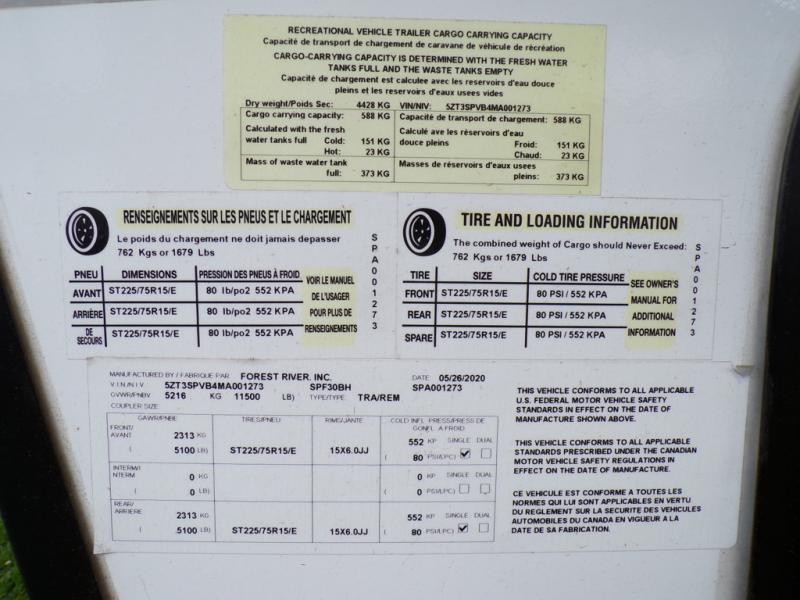 RECREATIONAL VEHICLE TRAILER CARGO CARRYING CAPACITY
Capacité de transport de chargement de caravane de véhicule de récréation
CARGO-CARRYING CAPACITY IS DETERMINED WITH THE FRESH WATER
TANKS FULL AND THE WASTE TANKS EMPTY
Capacité de chargement est calculee avec les reservoirs d'eau douce
pleins et les reservoirs d'eaux usees vides
Dry weight/Poids Sec: 4428 KG VIN/NIV: 5ZT3SPVB4MA001273
Cargo carrying capacity: 588 KG Capacité de transport de chargement: 588 KG
Calculated with the fresh Calculé ave les réservoirs d'eau
water tanks full Cold: 151 KG douce pleins Froid: 151 KG
Hot: 23 KG Chaud: 23 KG
Mass of waste water tank Masses de réservoirs d'eaux usees
full: 373 KG pleins: 373 KG
RENSEIGNEMENTS SUR LES PNEUS ET LE CHARGEMENT
Le poids du chargement ne doit jamais depasser
762 Kgs or 1679 Lbs
PNEU DIMENSIONS PRESSION DES PNEUS À FROID
AVANT ST225/75R15/E 80 lb/po2 552 KPA
ARRIÈRE ST225/75R15/E 80 lb/po2 552 KPA
DE SECOURS ST225/75R15/E 80 lb/po2 552 KPA
VOIR LE MANUEL
DE L'USAGER
POUR PLUS DE
RENSEIGNEMENTS
SPA001273
TIRE AND LOADING INFORMATION
The combined weight of Cargo should Never Exceed:
762 Kgs or 1679 Lbs
TIRE SIZE COLD TIRE PRESSURE
FRONT ST225/75R15/E 80 PSI / 552 KPA
REAR ST225/75R15/E 80 PSI / 552 KPA
SPARE ST225/75R15/E 80 PSI / 552 KPA
SEE OWNER'S
MANUAL FOR
ADDITIONAL
INFORMATION
SPA001273
MANUFACTURED BY / FABRIQUE PAR FOREST RIVER, INC. DATE 05/26/2020
V.I.N./N.I.V 5ZT3SPVB4MA001273 SPF30BH SPA001273
GVWR/PNBV 5216 KG 11500 LB) TYPE/TYPE: TRA/REM
COUPLER SIZE
GAWR/PNBE TIRES/PNEU RIMS/JANTE COLD INFL. PRESS/PRESS DE
GONFL A FROID
FRONT/
AVANT 2313 KG 552 KP SINGLE DUAL
( 5100 LB) ST225/75R15/E 15X6.0JJ ( 80 PSI/LPC)
INTERM/I
NTERM 0 KG 0 KP SINGLE DUAL
( 0 LB) ( 0 PSI/LPC)
REAR/
ARRIERE 2313 KG 552 KP SINGLE DUAL
( 5100 LB) ST225/75R15/E 15X6.0JJ ( 80 PSI/LPC)
THIS VEHICLE CONFORMS TO ALL APPLICABLE
U.S. FEDERAL MOTOR VEHICLE SAFETY
STANDARDS IN EFFECT ON THE DATE OF
MANUFACTURE SHOWN ABOVE.
THIS VEHICLE CONFORMS TO ALL APPLICABLE
STANDARDS PRESCRIBED UNDER THE CANADIAN
MOTOR VEHICLE SAFETY REGULATIONS IN
EFFECT ON THE DATE OF MANUFACTURE.
CE VEHICULE EST CONFORME A TOUTES LES
NORMES QUI LUI SONT APPLICABLES EN VERTU
DU REGLEMENT SUR LA SECURITE DES VEHICULES
AUTOMOBILES DU CANADA EN VIGUEUR A LA
DATE DE SA FABRICATION.